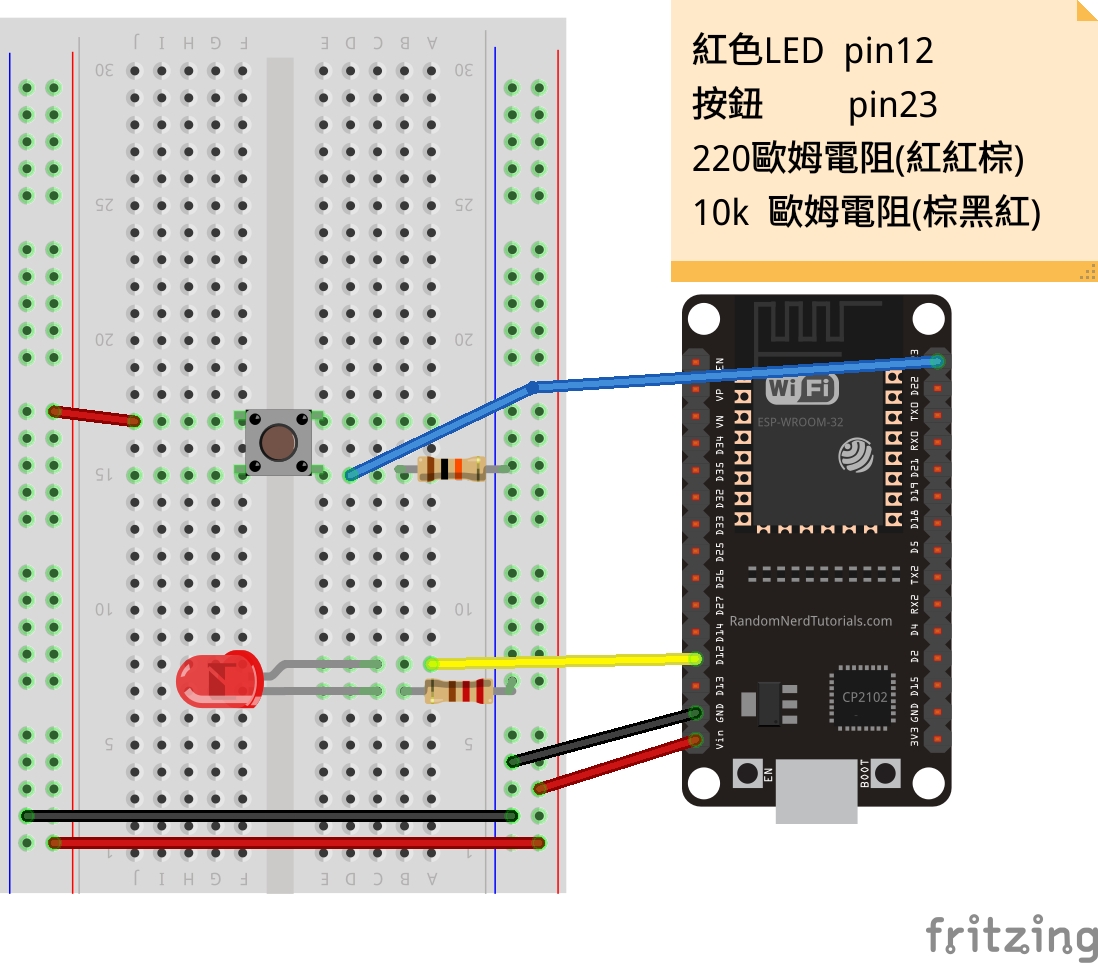 紅色LED pin12
按鈕 pin23
220歐姆電阻(紅紅棕)
10k 歐姆電阻(棕黑紅)
J I H G F E D C B A
30 30
25 25
20 20
15
10 10
5 5
1 1
J I H G F E D C B A
WiFi
ESP-WROOM-32
EN
VP
VN
D34
D35
D32
D33
D25
D26
D27
D14
D12
D13
GND
Vin
D22
TX0
RX0
D21
D19
D18
D5
TX2
RX2
D4
D2
D15
GND
3V3
RandomNerdTutorials.com
CP2102
EN
BOOT
fritzing